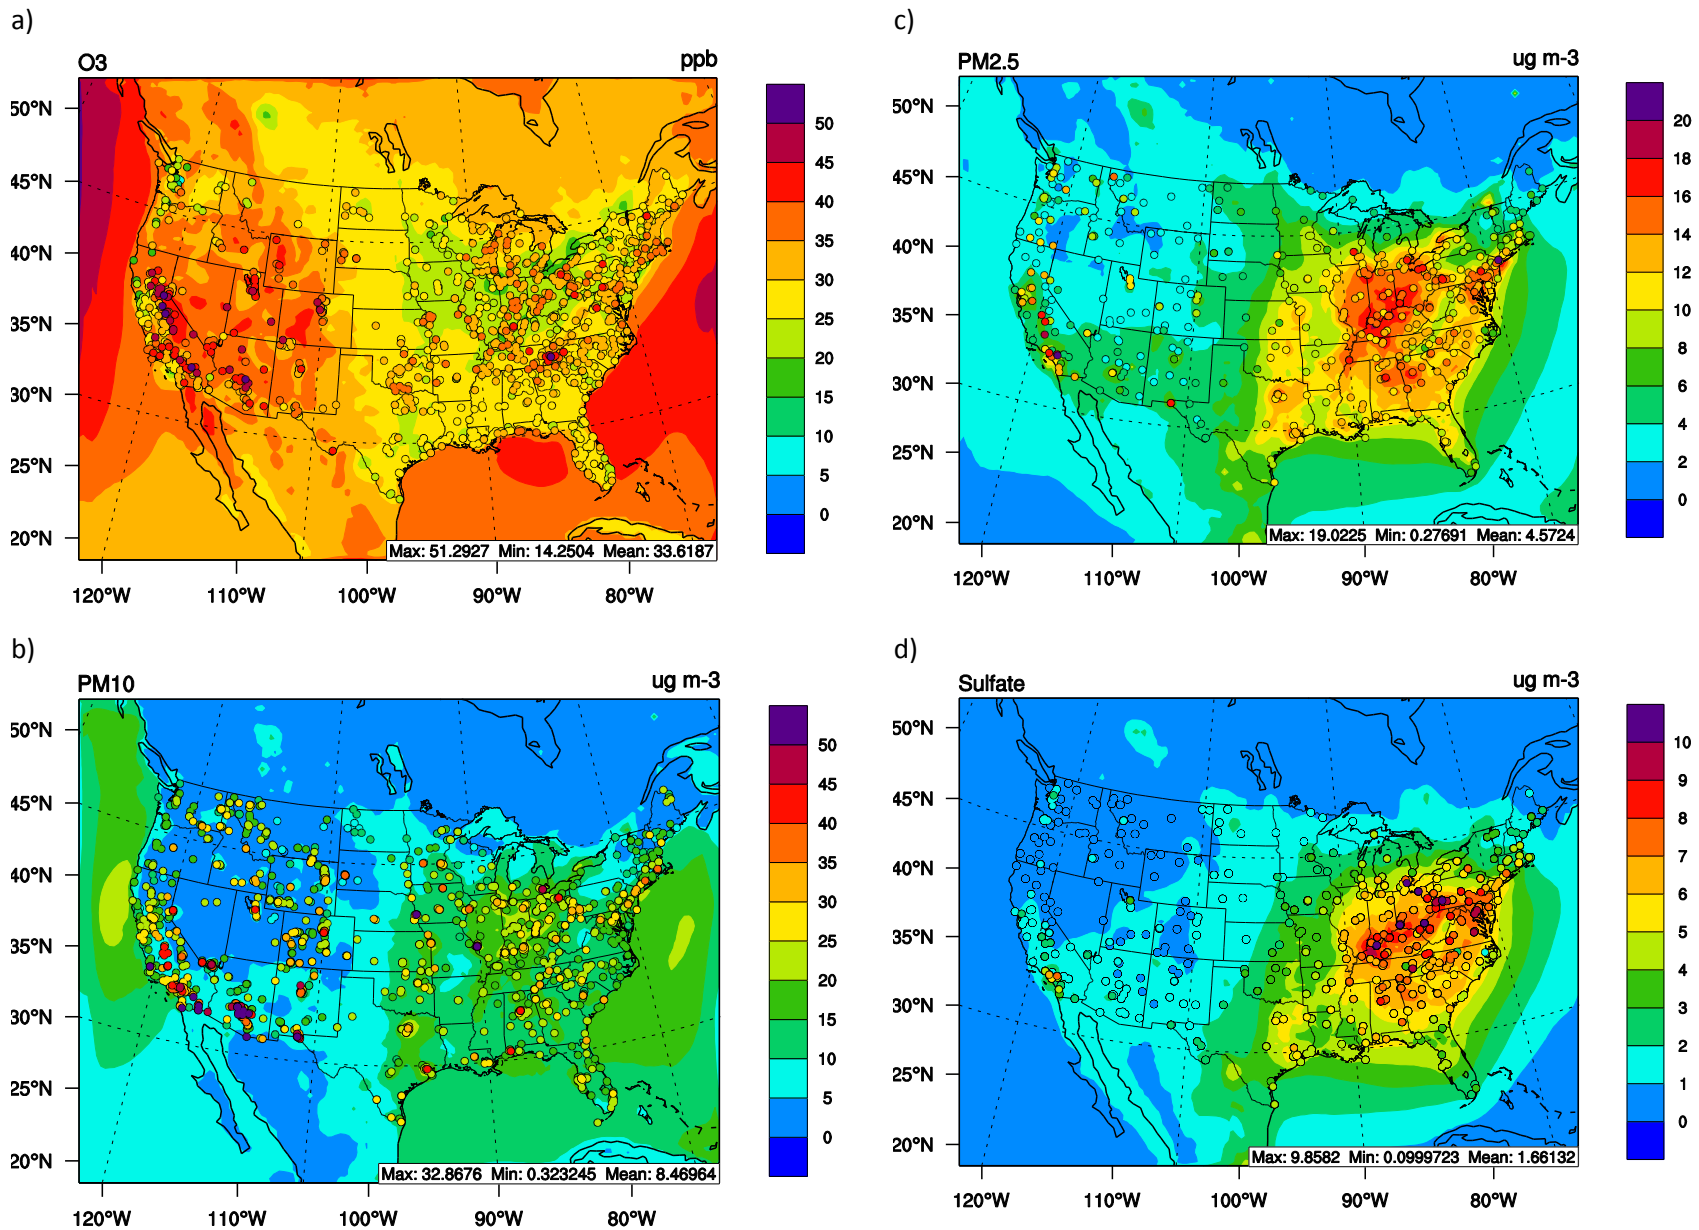 a)
O3 ppb
50°N
45°N
40°N
35°N
30°N
25°N
20°N
120°W 110°W 100°W 90°W 80°W
Max: 51.2927 Min: 14.2504 Mean: 33.6187
50
45
40
35
30
25
20
15
10
5
0
c)
PM2.5 ug m-3
50°N
45°N
40°N
35°N
30°N
25°N
20°N
120°W 110°W 100°W 90°W 80°W
Max: 19.0225 Min: 0.27691 Mean: 4.5724
20
18
16
14
12
10
8
6
4
2
0
b)
PM10 ug m-3
50°N
45°N
40°N
35°N
30°N
25°N
20°N
120°W 110°W 100°W 90°W 80°W
Max: 32.8676 Min: 0.323245 Mean: 8.46964
50
45
40
35
30
25
20
15
10
5
0
d)
Sulfate ug m-3
50°N
45°N
40°N
35°N
30°N
25°N
20°N
120°W 110°W 100°W 90°W 80°W
Max: 9.8582 Min: 0.0999723 Mean: 1.66132
10
9
8
7
6
5
4
3
2
1
0